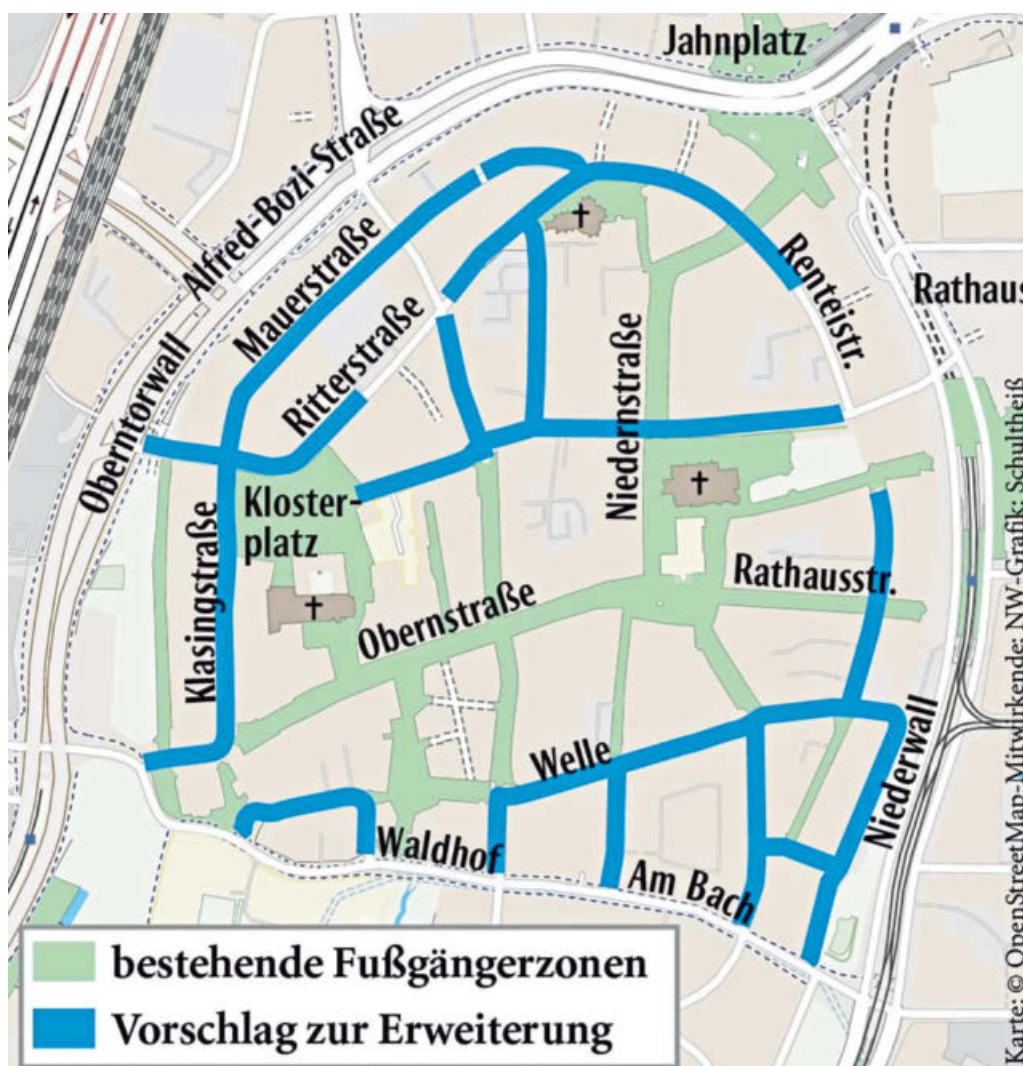 Jahnplatz
Alfred-Bozi-Straße
Mauerstraße
Renteistr.
Rathaus
Ritterstraße
Oberntorwall
Niedernstraße
Kloster-
platz
Klasingstraße
Rathausstr.
Obernstraße
Welle
Niederwall
Waldhof
Am Bach
bestehende Fußgängerzonen
Vorschlag zur Erweiterung
Karte: © OpenStreetMap-Mitwirkende; NW-Grafik: Schultheiß